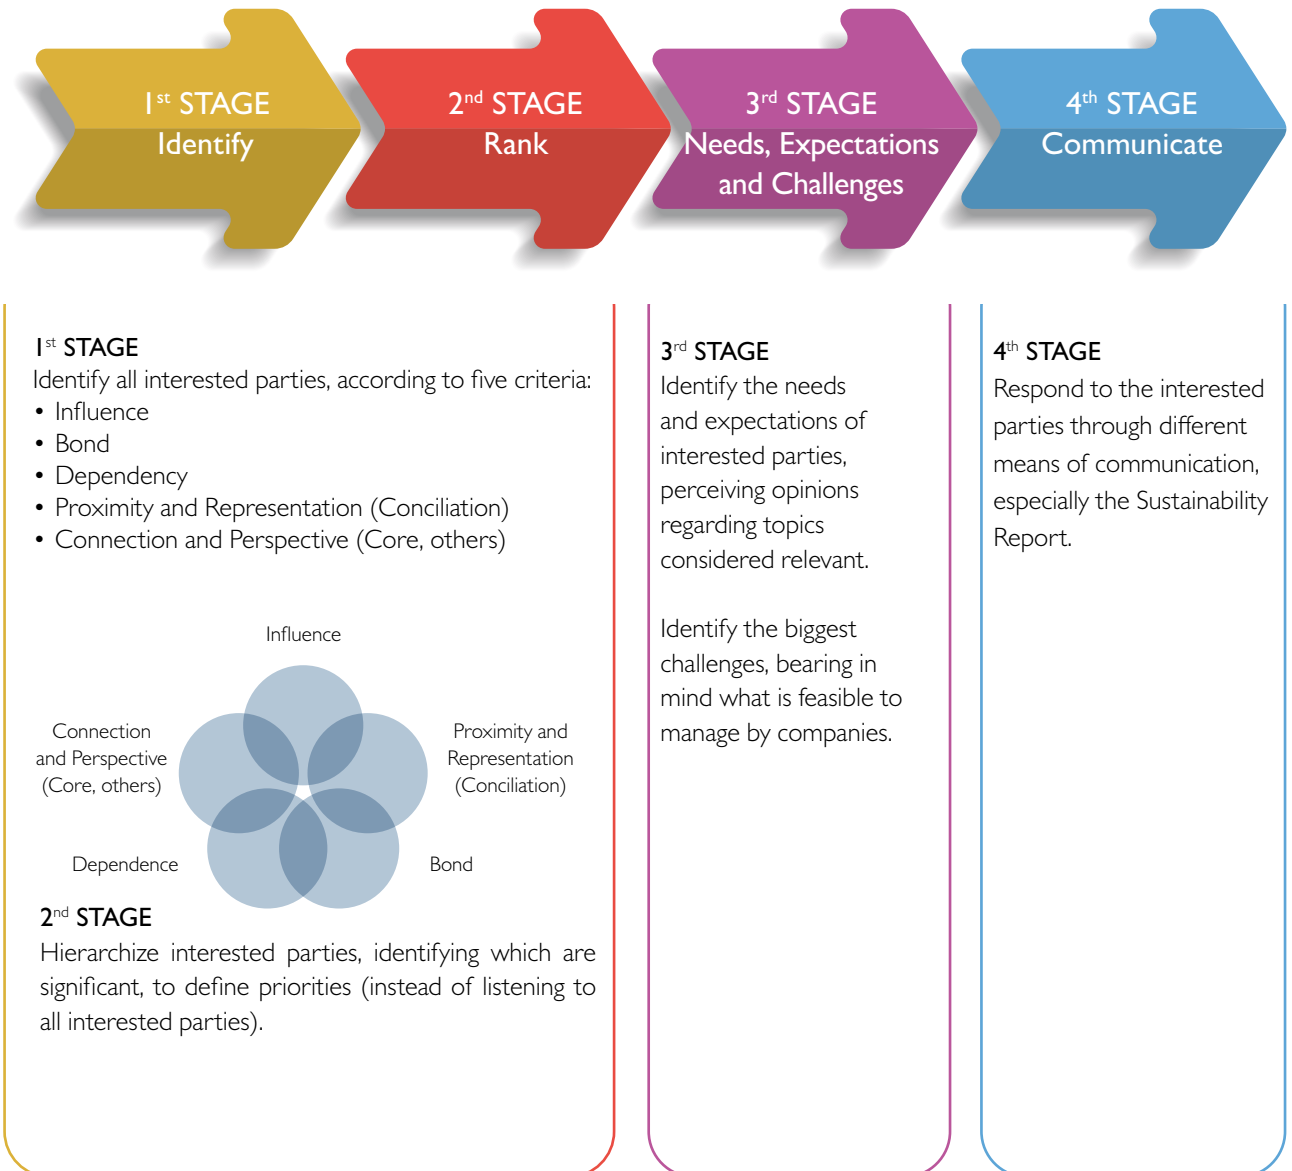 1st STAGE
Identify
2nd STAGE
Rank
3rd STAGE
Needs, Expectations
and Challenges
4th STAGE
Communicate
1st STAGE
Identify all interested parties, according to five criteria:
• Influence
• Bond
• Dependency
• Proximity and Representation (Conciliation)
• Connection and Perspective (Core, others)
Influence
Connection
and Perspective
(Core, others)
Proximity and
Representation
(Conciliation)
Dependence
Bond
2nd STAGE
Hierarchize interested parties, identifying which are
significant, to define priorities (instead of listening to
all interested parties).
3rd STAGE
Identify the needs
and expectations of
interested parties,
perceiving opinions
regarding topics
considered relevant.
Identify the biggest
challenges, bearing in
mind what is feasible to
manage by companies.
4th STAGE
Respond to the interested
parties through different
means of communication,
especially the Sustainability
Report.